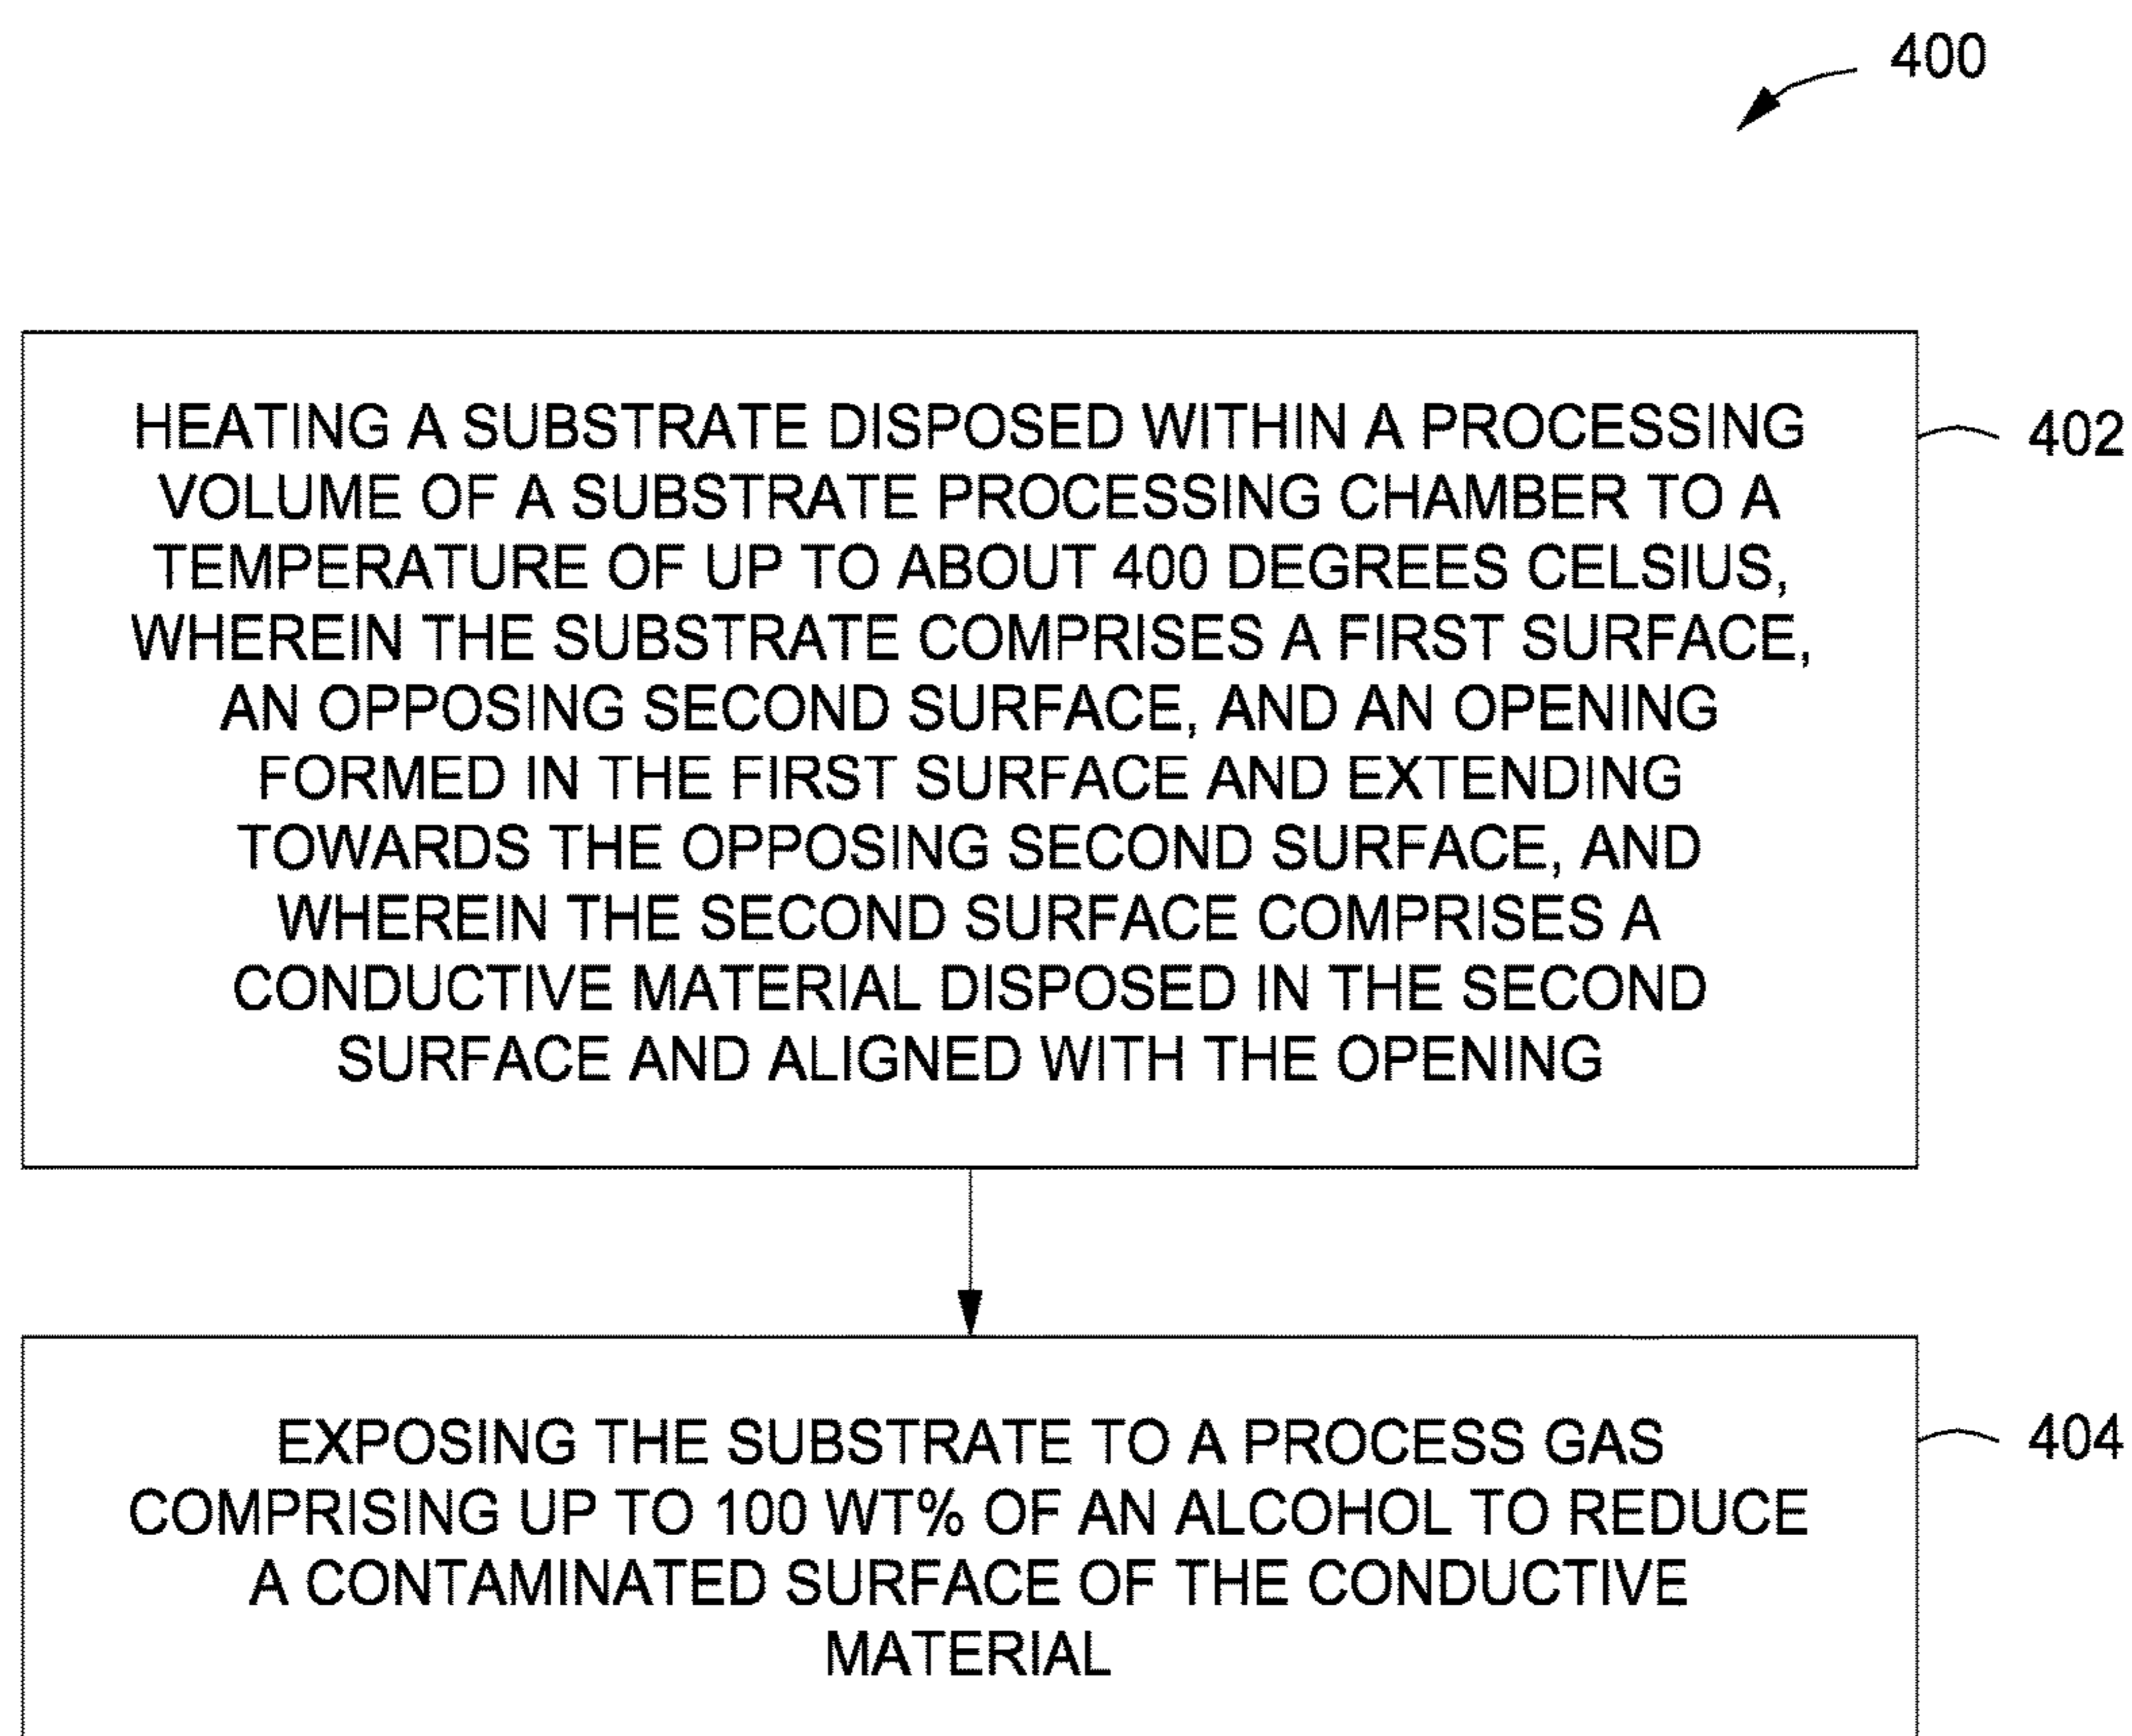 400
HEATING A SUBSTRATE DISPOSED WITHIN A PROCESSING
VOLUME OF A SUBSTRATE PROCESSING CHAMBER TO A
TEMPERATURE OF UP TO ABOUT 400 DEGREES CELSIUS,
WHEREIN THE SUBSTRATE COMPRISES A FIRST SURFACE,
AN OPPOSING SECOND SURFACE, AND AN OPENING
FORMED IN THE FIRST SURFACE AND EXTENDING
TOWARDS THE OPPOSING SECOND SURFACE, AND
WHEREIN THE SECOND SURFACE COMPRISES A
CONDUCTIVE MATERIAL DISPOSED IN THE SECOND
SURFACE AND ALIGNED WITH THE OPENING
402
EXPOSING THE SUBSTRATE TO A PROCESS GAS
COMPRISING UP TO 100 WT% OF AN ALCOHOL TO REDUCE
A CONTAMINATED SURFACE OF THE CONDUCTIVE
MATERIAL
404